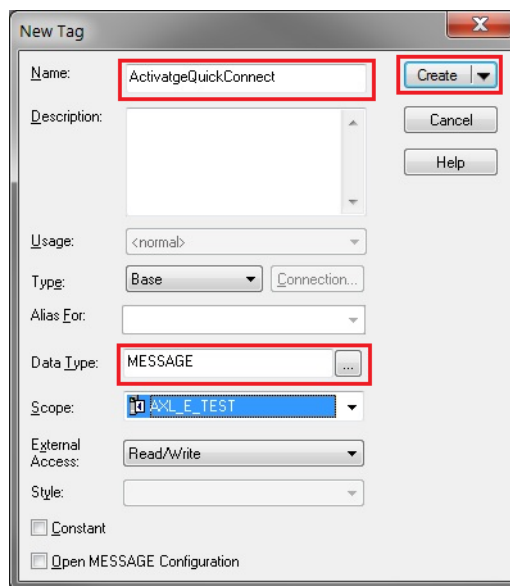 New Tag
Name: ActivatgeQuickConnect Create
Description: Cancel
Help
Usage: <normal>
Type: Base Connection...
Alias For:
Data Type: MESSAGE ...
Scope: AXL_E_TEST
External
Access: Read/Write
Style:
Constant
Open MESSAGE Configuration